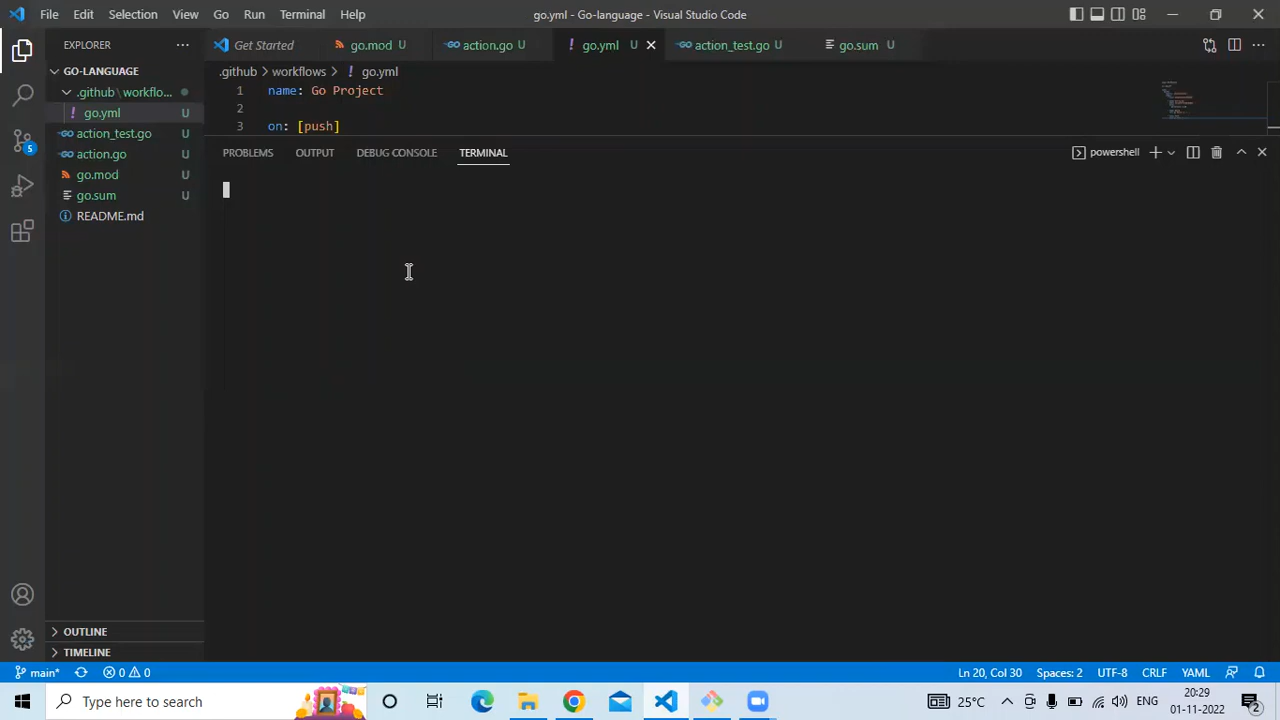 File Edit Selection View Go Run Terminal Help
go.yml - Go-language - Visual Studio Code
EXPLORER
Get Started
go.mod U
action.go U
go.yml U
action_test.go U
go.sum U
GO-LANGUAGE
.github\workflo...
go.yml U
action_test.go U
action.go U
go.mod U
go.sum U
README.md
5
.github > workflows > ! go.yml
1 name: Go Project
2
3 on: [push]
PROBLEMS OUTPUT DEBUG CONSOLE TERMINAL
powershell
OUTLINE
TIMELINE
main* 0 0
Ln 20, Col 30 Spaces: 2 UTF-8 CRLF YAML
Type here to search
25°C
ENG
20:29
01-11-2022
2